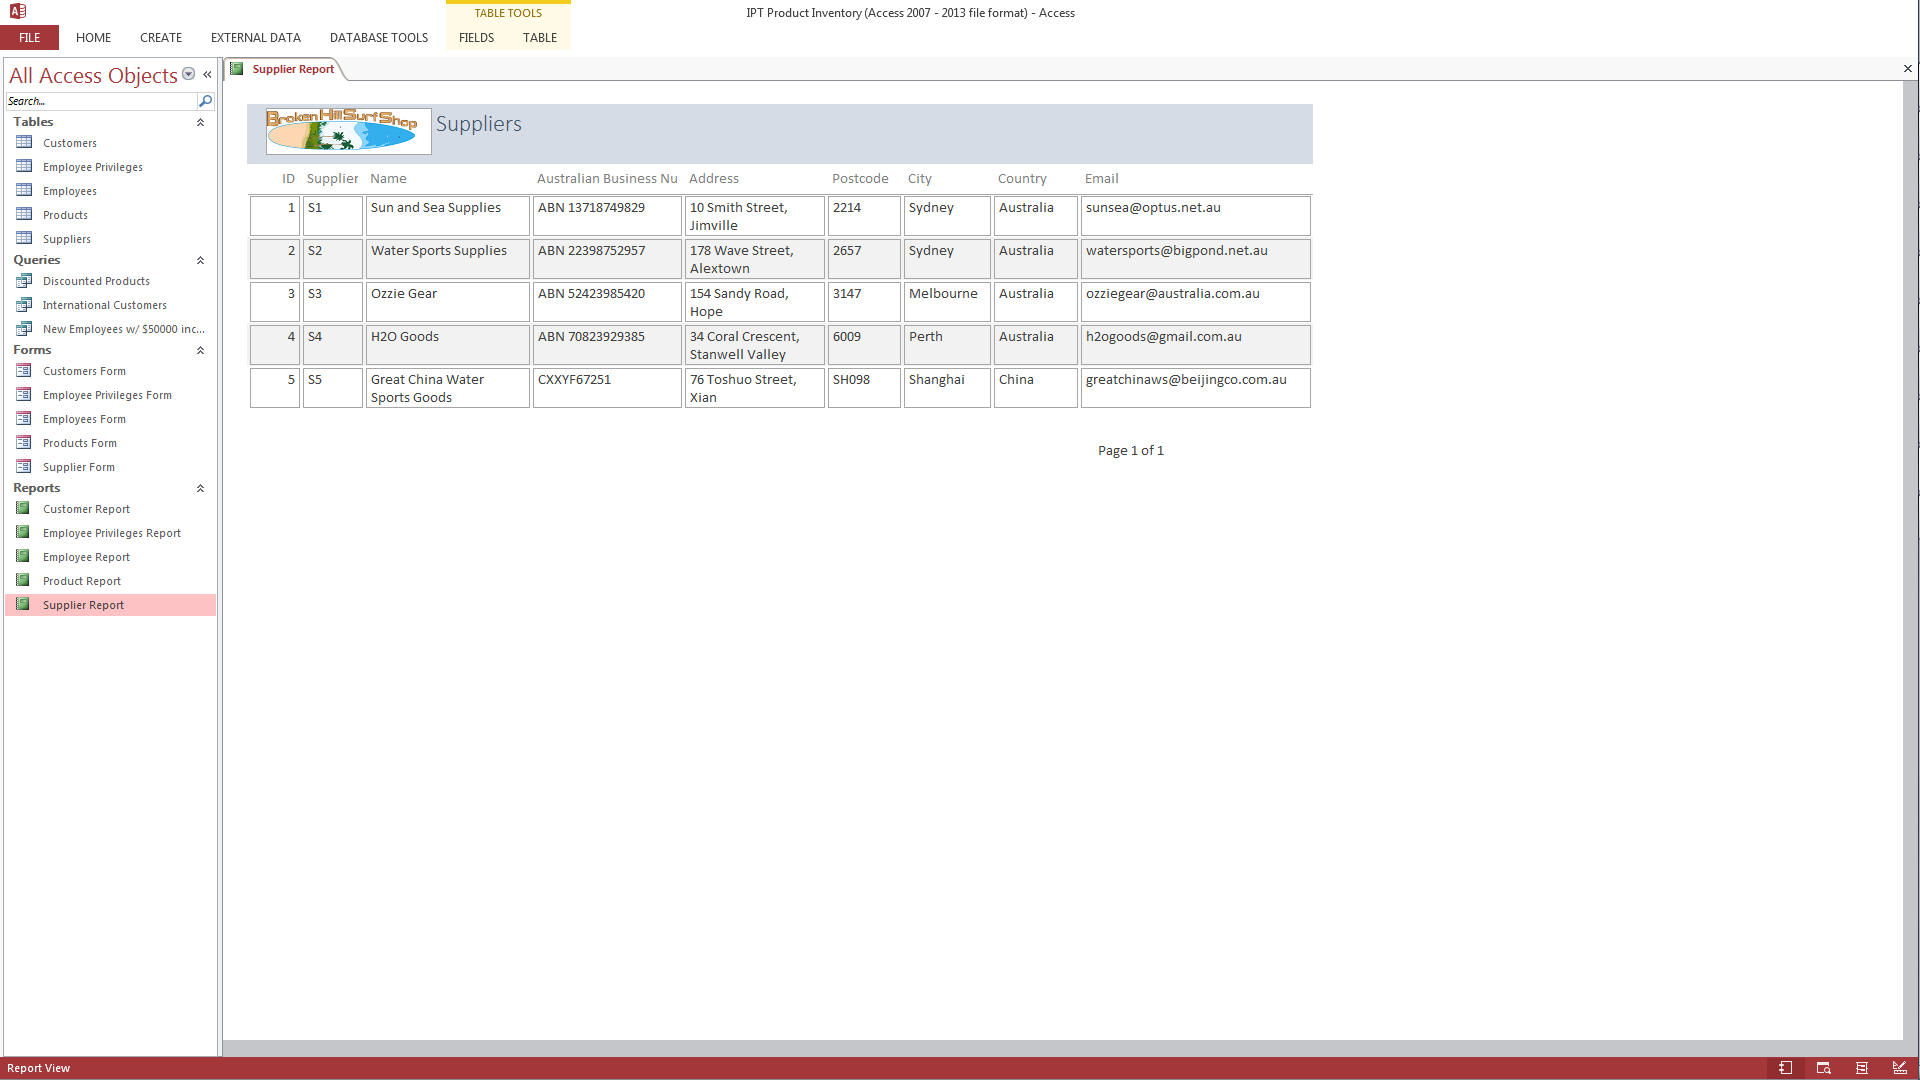 TABLE TOOLS
IPT Product Inventory (Access 2007 - 2013 file format) - Access
FILE HOME CREATE EXTERNAL DATA DATABASE TOOLS FIELDS TABLE
All Access Objects
Search...
Tables
Customers
Employee Privileges
Employees
Products
Suppliers
Queries
Discounted Products
International Customers
New Employees w/ $50000 inc...
Forms
Customers Form
Employee Privileges Form
Employees Form
Products Form
Supplier Form
Reports
Customer Report
Employee Privileges Report
Employee Report
Product Report
Supplier Report
Supplier Report
Broken Hill Surf Shop
Suppliers
ID Supplier Name Australian Business Nu Address Postcode City Country Email
1 S1 Sun and Sea Supplies ABN 13718749829 10 Smith Street, 2214 Sydney Australia sunsea@optus.net.au
Jimville
2 S2 Water Sports Supplies ABN 22398752957 178 Wave Street, 2657 Sydney Australia watersports@bigpond.net.au
Alextown
3 S3 Ozzie Gear ABN 52423985420 154 Sandy Road, 3147 Melbourne Australia ozziegear@australia.com.au
Hope
4 S4 H2O Goods ABN 70823929385 34 Coral Crescent, 6009 Perth Australia h2ogoods@gmail.com.au
Stanwell Valley
5 S5 Great China Water CXXYF67251 76 Toshuo Street, SH098 Shanghai China greatchinaws@beijingco.com.au
Sports Goods Xian
Page 1 of 1
Report View